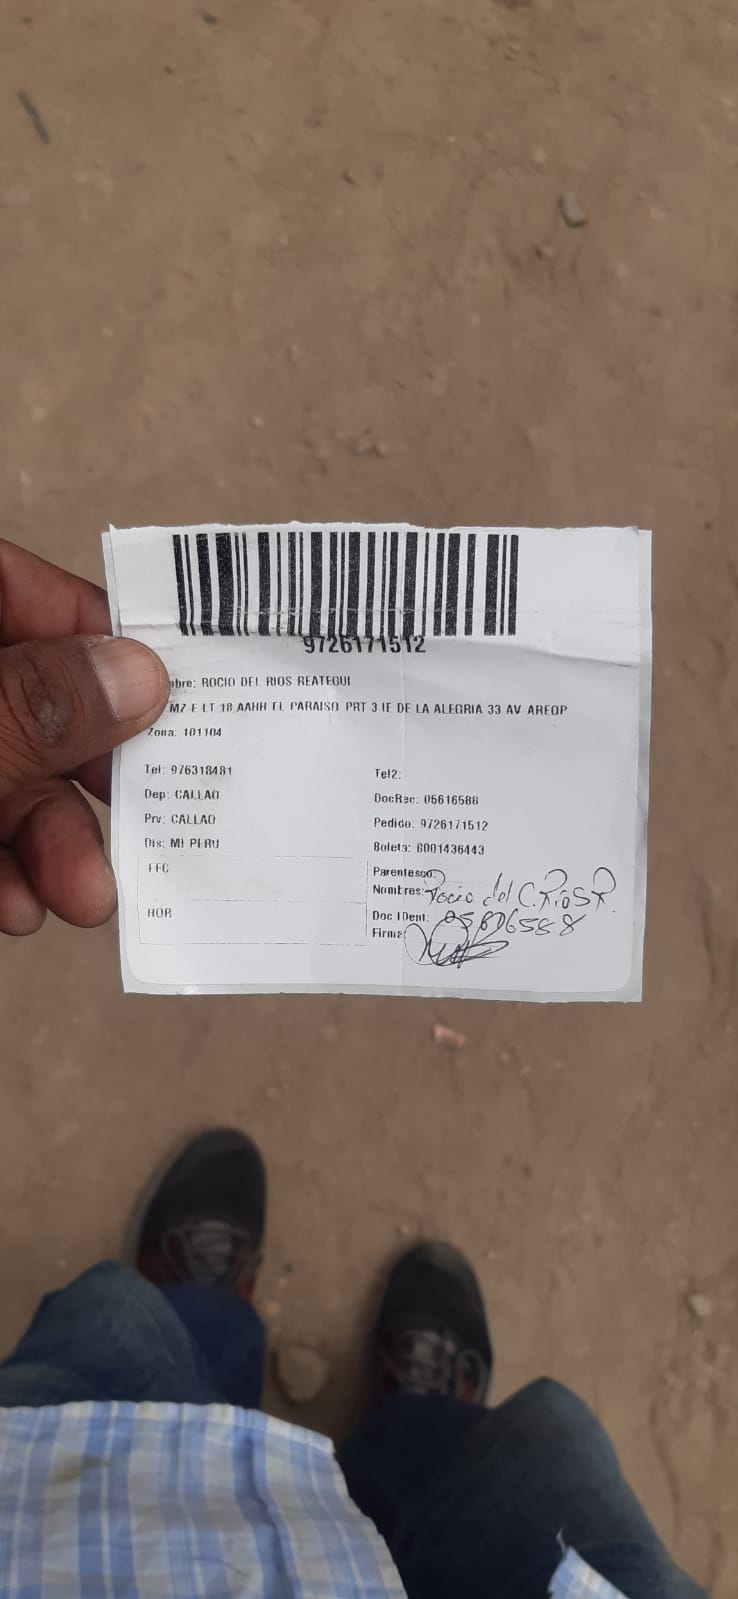 9726171512
bre: ROCIO DEL RIOS REATEGUI
MZ E LT 18 AAHH EL PARAISO PRT 3 IE DE LA ALEGRIA 33 AV AREQP
Zona: 101104
Tel: 976318481 Tel2:
Dep: CALLAO DocRec: 05616588
Prv: CALLAO Pedido: 9726171512
Dis: MI PERU Boleta: B001436443
FEC Parentesco:
Nombres: Rocio del C. Rios R.
HOR Doc IDent: 05616588
Firma: